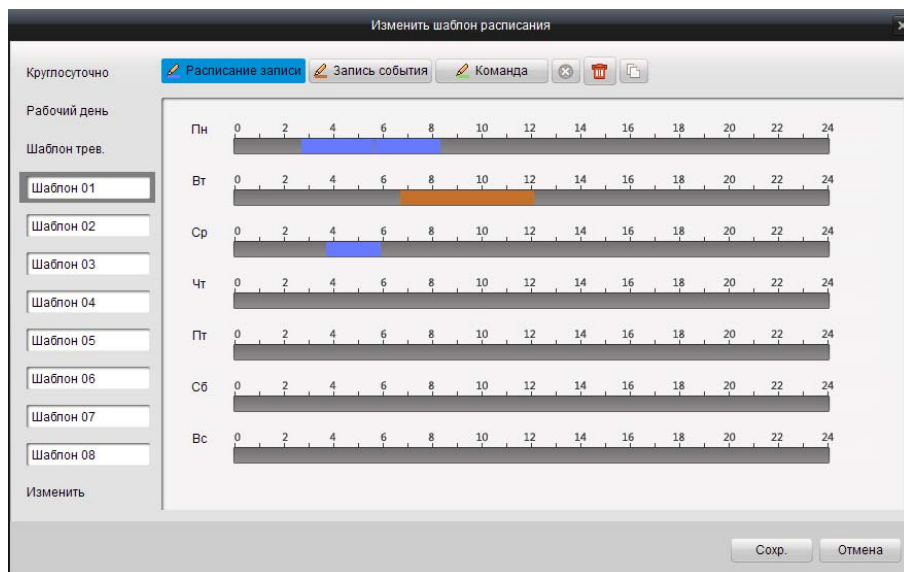 Изменить шаблон расписания
Круглосуточно
Рабочий день
Шаблон трев.
Шаблон 01
Шаблон 02
Шаблон 03
Шаблон 04
Шаблон 05
Шаблон 06
Шаблон 07
Шаблон 08
Изменить
Расписание записи Запись события Команда
Пн 0 2 4 6 8 10 12 14 16 18 20 22 24
Вт 0 2 4 6 8 10 12 14 16 18 20 22 24
Ср 0 2 4 6 8 10 12 14 16 18 20 22 24
Чт 0 2 4 6 8 10 12 14 16 18 20 22 24
Пт 0 2 4 6 8 10 12 14 16 18 20 22 24
Сб 0 2 4 6 8 10 12 14 16 18 20 22 24
Вс 0 2 4 6 8 10 12 14 16 18 20 22 24
Сохр. Отмена